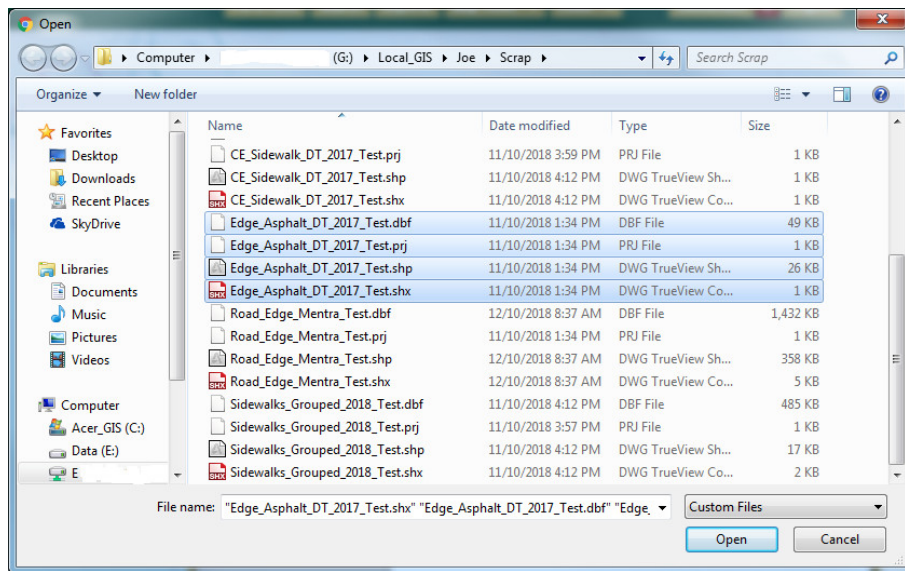 Open
Computer (G:) Local_GIS Joe Scrap Search Scrap
Organize New folder
Favorites
Desktop
Downloads
Recent Places
SkyDrive
Libraries
Documents
Music
Pictures
Videos
Computer
Acer_GIS (C:)
Data (E:)
E
Name Date modified Type Size
CE_Sidewalk_DT_2017_Test.prj 11/10/2018 3:59 PM PRJ File 1 KB
CE_Sidewalk_DT_2017_Test.shp 11/10/2018 4:12 PM DWG TrueView Sh... 1 KB
SHX CE_Sidewalk_DT_2017_Test.shx 11/10/2018 4:12 PM DWG TrueView Co... 1 KB
Edge_Asphalt_DT_2017_Test.dbf 11/10/2018 1:34 PM DBF File 49 KB
Edge_Asphalt_DT_2017_Test.prj 11/10/2018 1:34 PM PRJ File 1 KB
Edge_Asphalt_DT_2017_Test.shp 11/10/2018 1:34 PM DWG TrueView Sh... 26 KB
SHX Edge_Asphalt_DT_2017_Test.shx 11/10/2018 1:34 PM DWG TrueView Co... 1 KB
Road_Edge_Mentra_Test.dbf 12/10/2018 8:37 AM DBF File 1,432 KB
Road_Edge_Mentra_Test.prj 11/10/2018 1:34 PM PRJ File 1 KB
Road_Edge_Mentra_Test.shp 12/10/2018 8:37 AM DWG TrueView Sh... 358 KB
SHX Road_Edge_Mentra_Test.shx 12/10/2018 8:37 AM DWG TrueView Co... 5 KB
Sidewalks_Grouped_2018_Test.dbf 11/10/2018 4:12 PM DBF File 485 KB
Sidewalks_Grouped_2018_Test.prj 11/10/2018 3:57 PM PRJ File 1 KB
Sidewalks_Grouped_2018_Test.shp 11/10/2018 4:12 PM DWG TrueView Sh... 17 KB
SHX Sidewalks_Grouped_2018_Test.shx 11/10/2018 4:12 PM DWG TrueView Co... 2 KB
File name: "Edge_Asphalt_DT_2017_Test.shx" "Edge_Asphalt_DT_2017_Test.dbf" "Edge_ Custom Files
Open Cancel